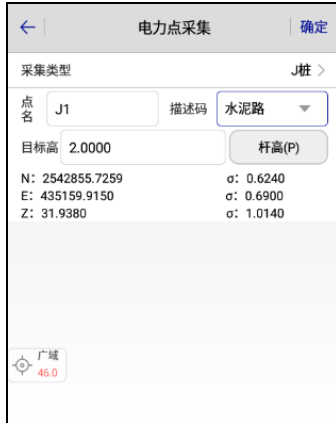 ← 电力点采集 确定
采集类型 J桩 >
点名 J1 描述码 水泥路
目标高 2.0000 杆高(P)
N: 2542855.7259 σ: 0.6240
E: 435159.9150 σ: 0.6900
Z: 31.9380 σ: 1.0140
广域
46.0